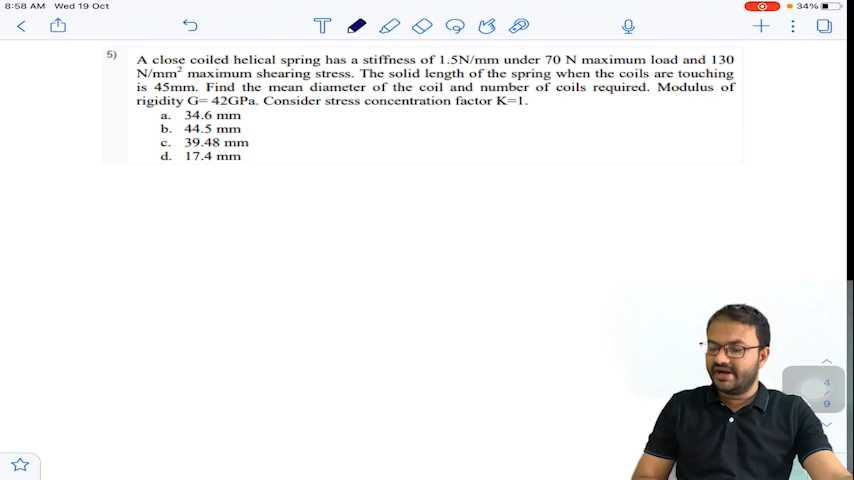 8:58 AM Wed 19 Oct
34%
5)
A close coiled helical spring has a stiffness of 1.5N/mm under 70 N maximum load and 130
N/mm² maximum shearing stress. The solid length of the spring when the coils are touching
is 45mm. Find the mean diameter of the coil and number of coils required. Modulus of
rigidity G= 42GPa. Consider stress concentration factor K=1.
a. 34.6 mm
b. 44.5 mm
c. 39.48 mm
d. 17.4 mm
4
/
9